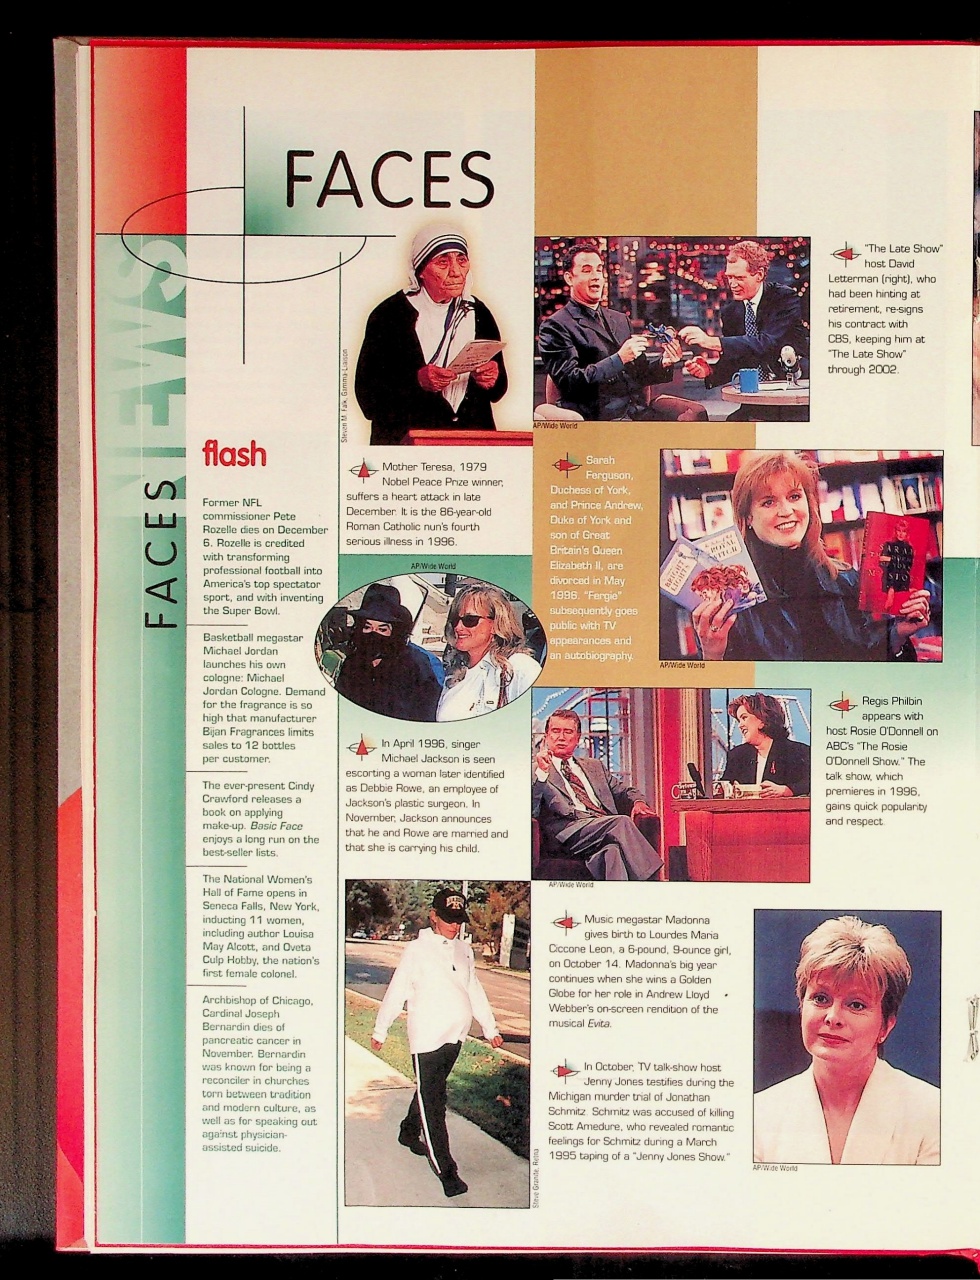 FACES
NEWS
FACES
flash
Former NFL
commissioner Pete
Rozelle dies on December
6. Rozelle is credited
with transforming
professional football into
America's top spectator
sport, and with inventing
the Super Bowl.
Basketball megastar
Michael Jordan
launches his own
cologne: Michael
Jordan Cologne. Demand
for the fragrance is so
high that manufacturer
Bijan Fragrances limits
sales to 12 bottles
per customer.
The ever-present Cindy
Crawford releases a
book on applying
make-up. Basic Face
enjoys a long run on the
best-seller lists.
The National Women's
Hall of Fame opens in
Seneca Falls, New York,
inducting 11 women,
including author Louisa
May Alcott, and Oveta
Culp Hobby, the nation's
first female colonel.
Archbishop of Chicago,
Cardinal Joseph
Bernardin dies of
pancreatic cancer in
November. Bernardin
was known for being a
reconciler in churches
torn between tradition
and modern culture, as
well as for speaking out
against physician-
assisted suicide.
Steven M. Falk, Gamma-Liaison
Mother Teresa, 1979
Nobel Peace Prize winner,
suffers a heart attack in late
December. It is the 86-year-old
Roman Catholic nun's fourth
serious illness in 1996.
AP/Wide World
In April 1996, singer
Michael Jackson is seen
escorting a woman later identified
as Debbie Rowe, an employee of
Jackson's plastic surgeon. In
November, Jackson announces
that he and Rowe are married and
that she is carrying his child.
Steve Grande, Retna
AP/Wide World
"The Late Show"
host David
Letterman (right), who
had been hinting at
retirement, re-signs
his contract with
CBS, keeping him at
"The Late Show"
through 2002.
Sarah
Ferguson,
Duchess of York,
and Prince Andrew,
Duke of York and
son of Great
Britain's Queen
Elizabeth II, are
divorced in May
1996. "Fergie"
subsequently goes
public with TV
appearances and
an autobiography.
BRIGHT
LIGHTS
ROYAL
SARAH
MY
STORY
AP/Wide World
Regis Philbin
appears with
host Rosie O'Donnell on
ABC's "The Rosie
O'Donnell Show." The
talk show, which
premieres in 1996,
gains quick popularity
and respect.
AP/Wide World
Music megastar Madonna
gives birth to Lourdes Maria
Ciccone Leon, a 6-pound, 9-ounce girl,
on October 14. Madonna's big year
continues when she wins a Golden
Globe for her role in Andrew Lloyd
Webber's on-screen rendition of the
musical Evita.
In October, TV talk-show host
Jenny Jones testifies during the
Michigan murder trial of Jonathan
Schmitz. Schmitz was accused of killing
Scott Amedure, who revealed romantic
feelings for Schmitz during a March
1995 taping of a "Jenny Jones Show."
AP/Wide World